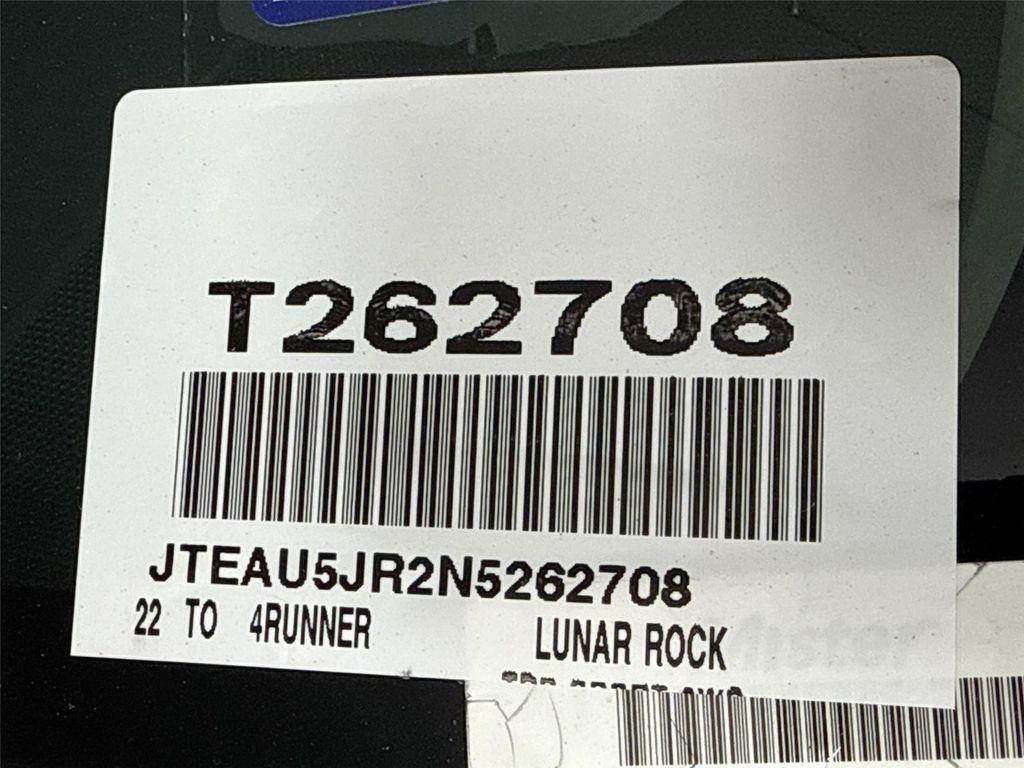 T262708
JTEAU5JR2N5262708
22 TO 4RUNNER LUNAR ROCK